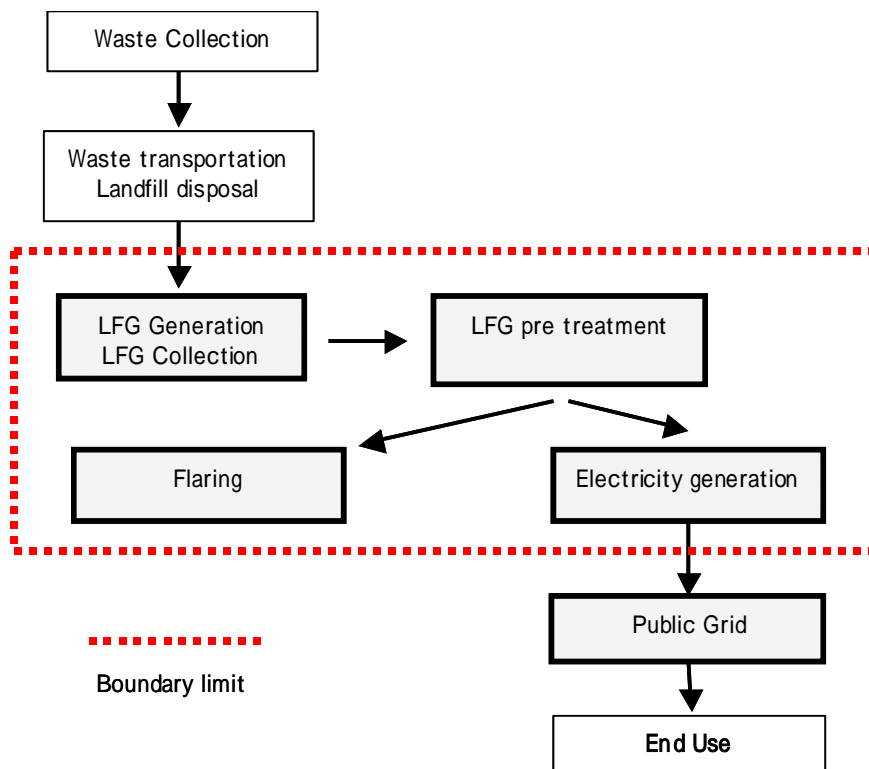 Waste Collection
Waste transportation
Landfill disposal
LFG Generation
LFG Collection
LFG pre treatment
Flaring
Electricity generation
Public Grid
Boundary limit
End Use